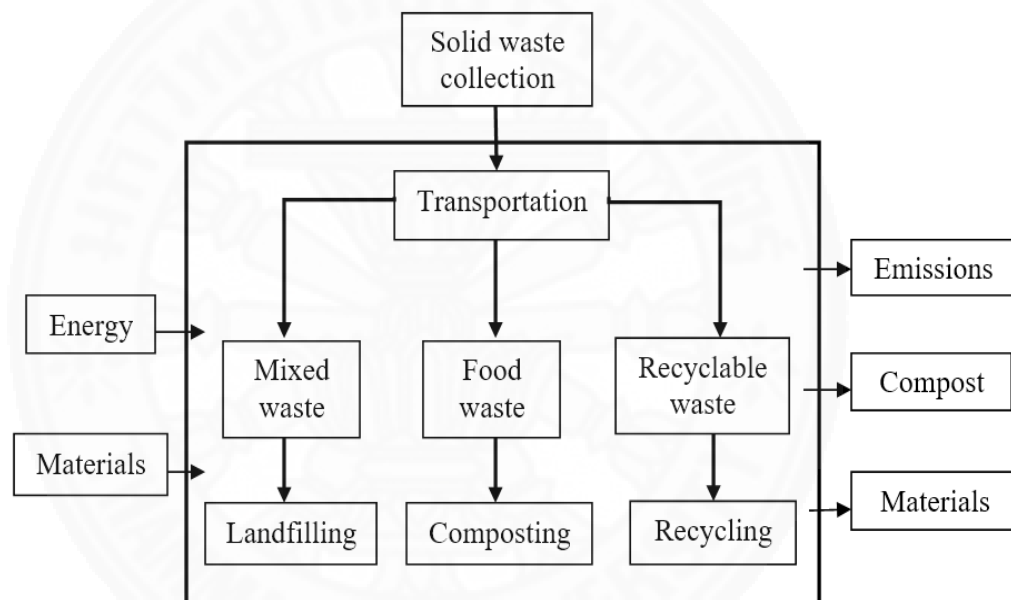 Solid waste
collection
Transportation
Emissions
Energy
Mixed
waste
Food
waste
Recyclable
waste
Compost
Materials
Materials
Landfilling
Composting
Recycling